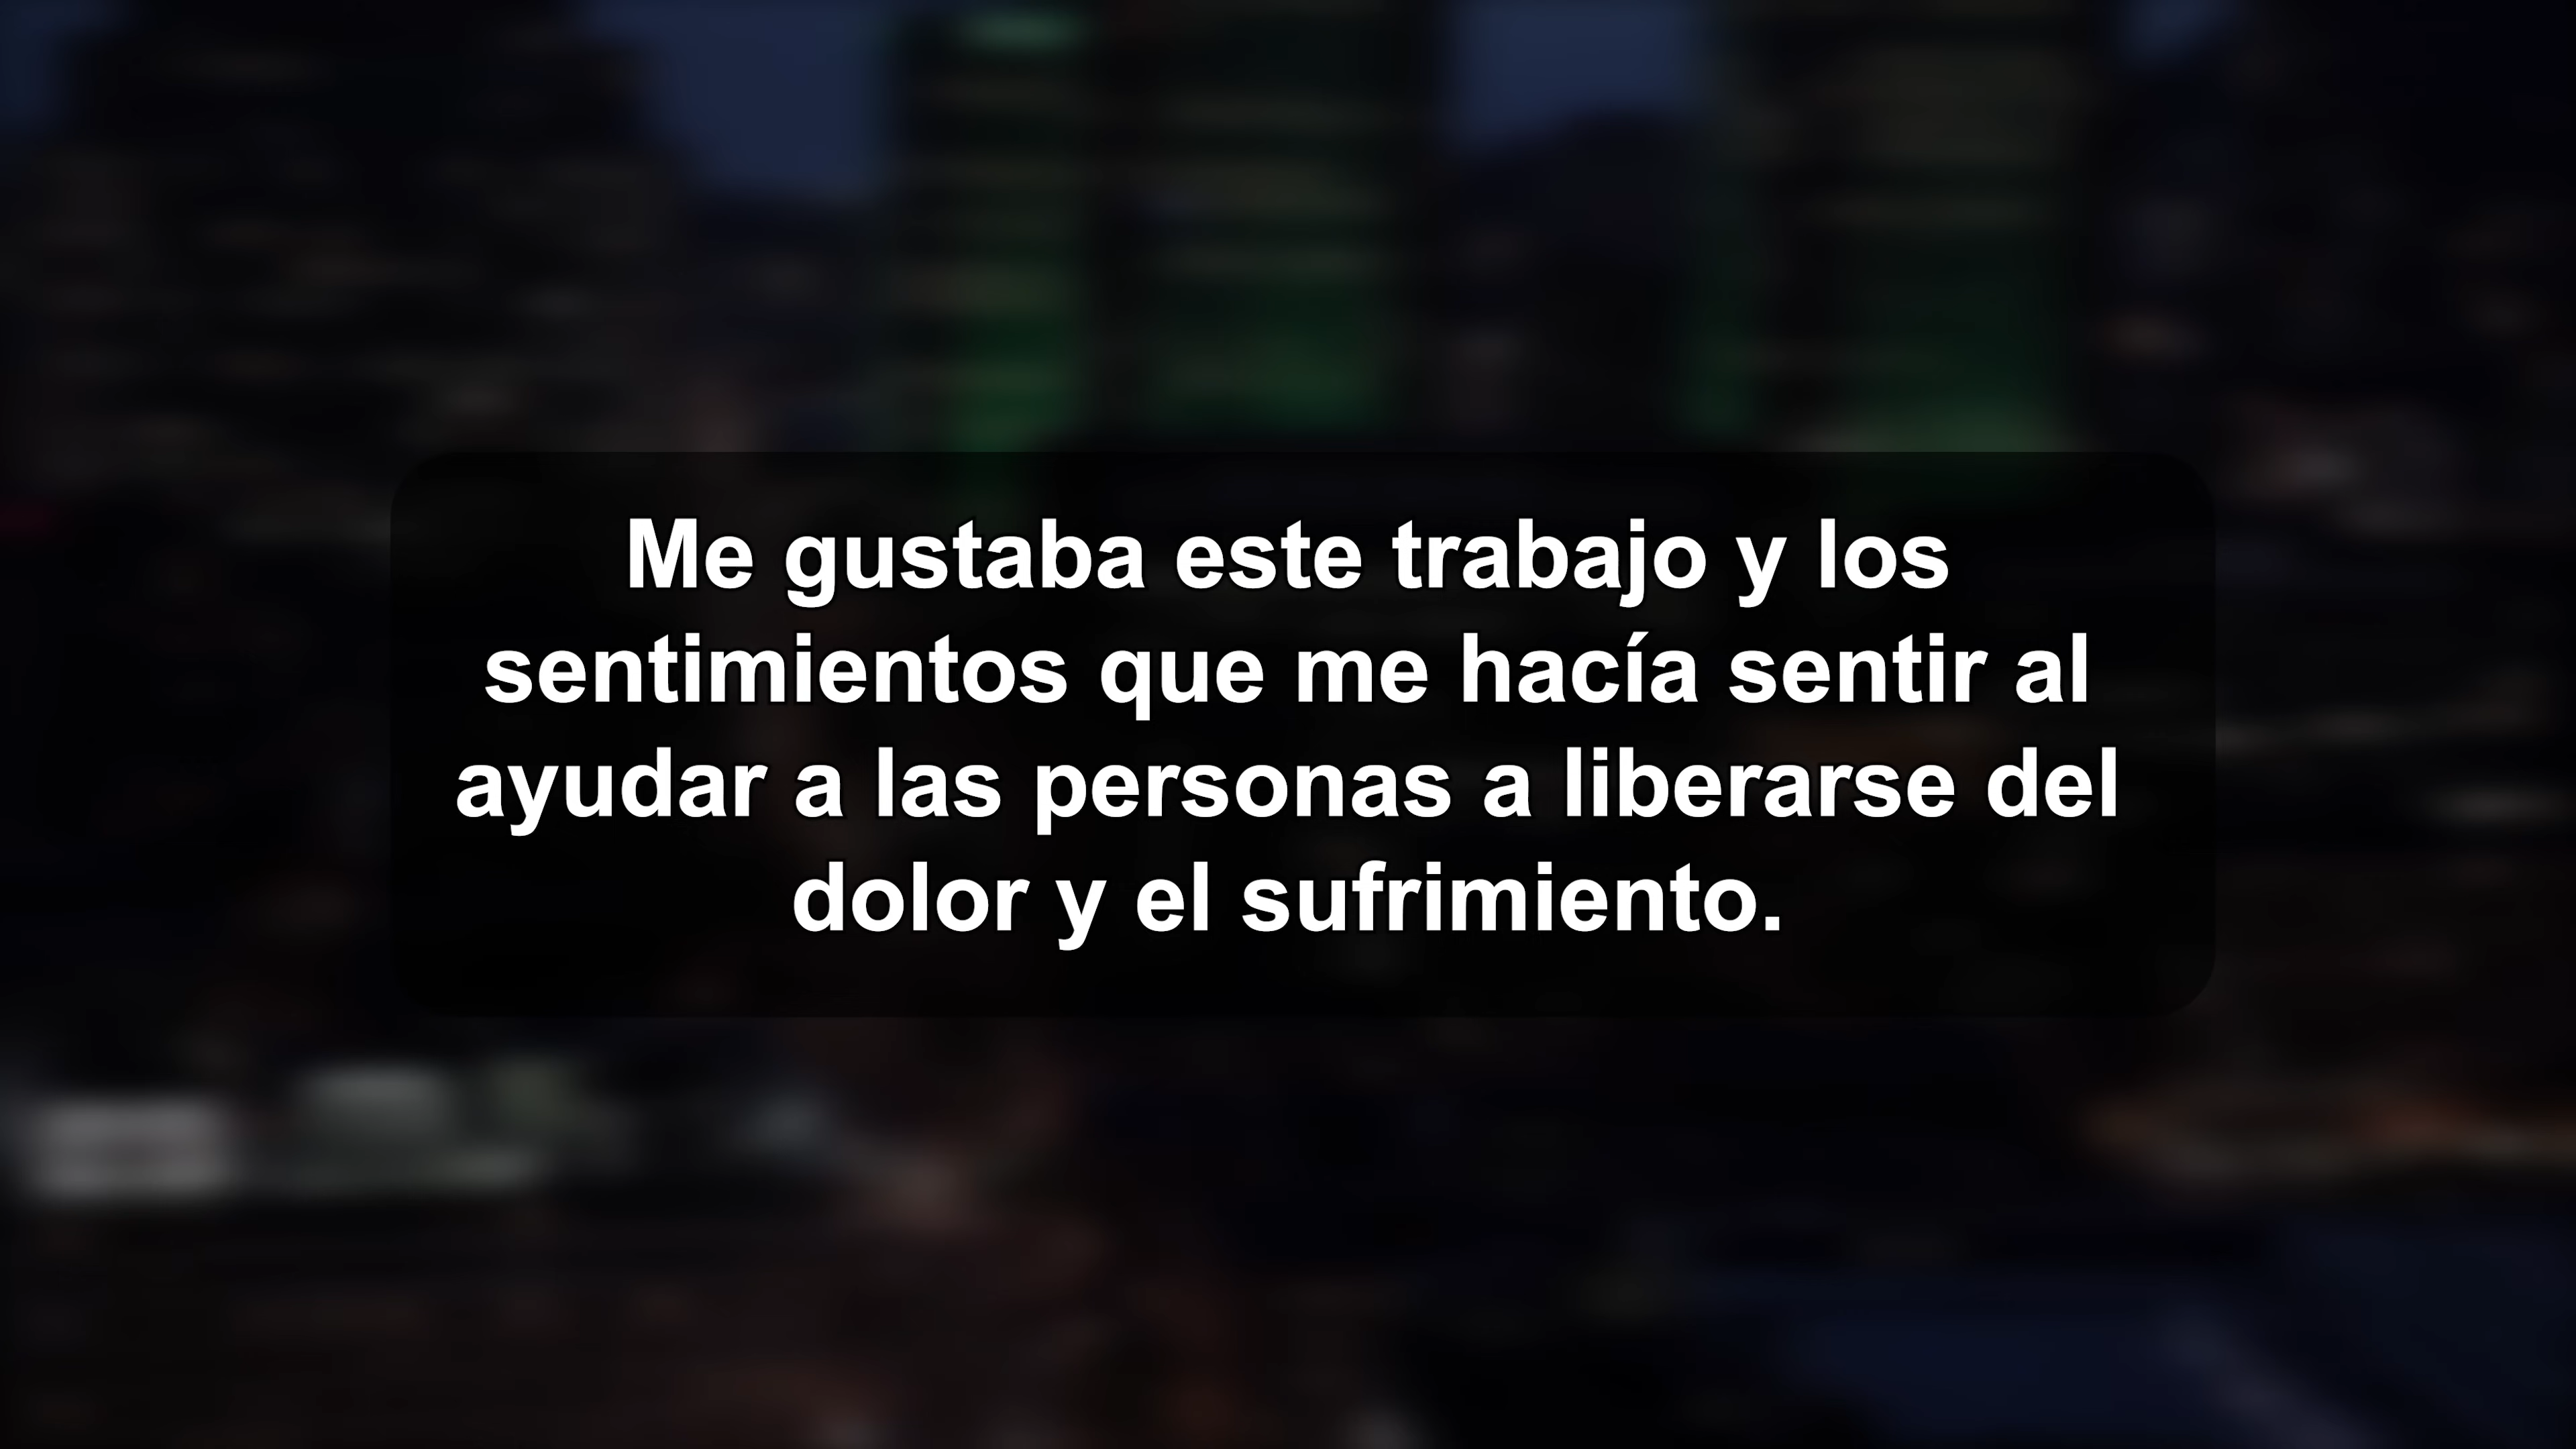 Me gustaba este trabajo y los
sentimientos que me hacía sentir al
ayudar a las personas a liberarse del
dolor y el sufrimiento.